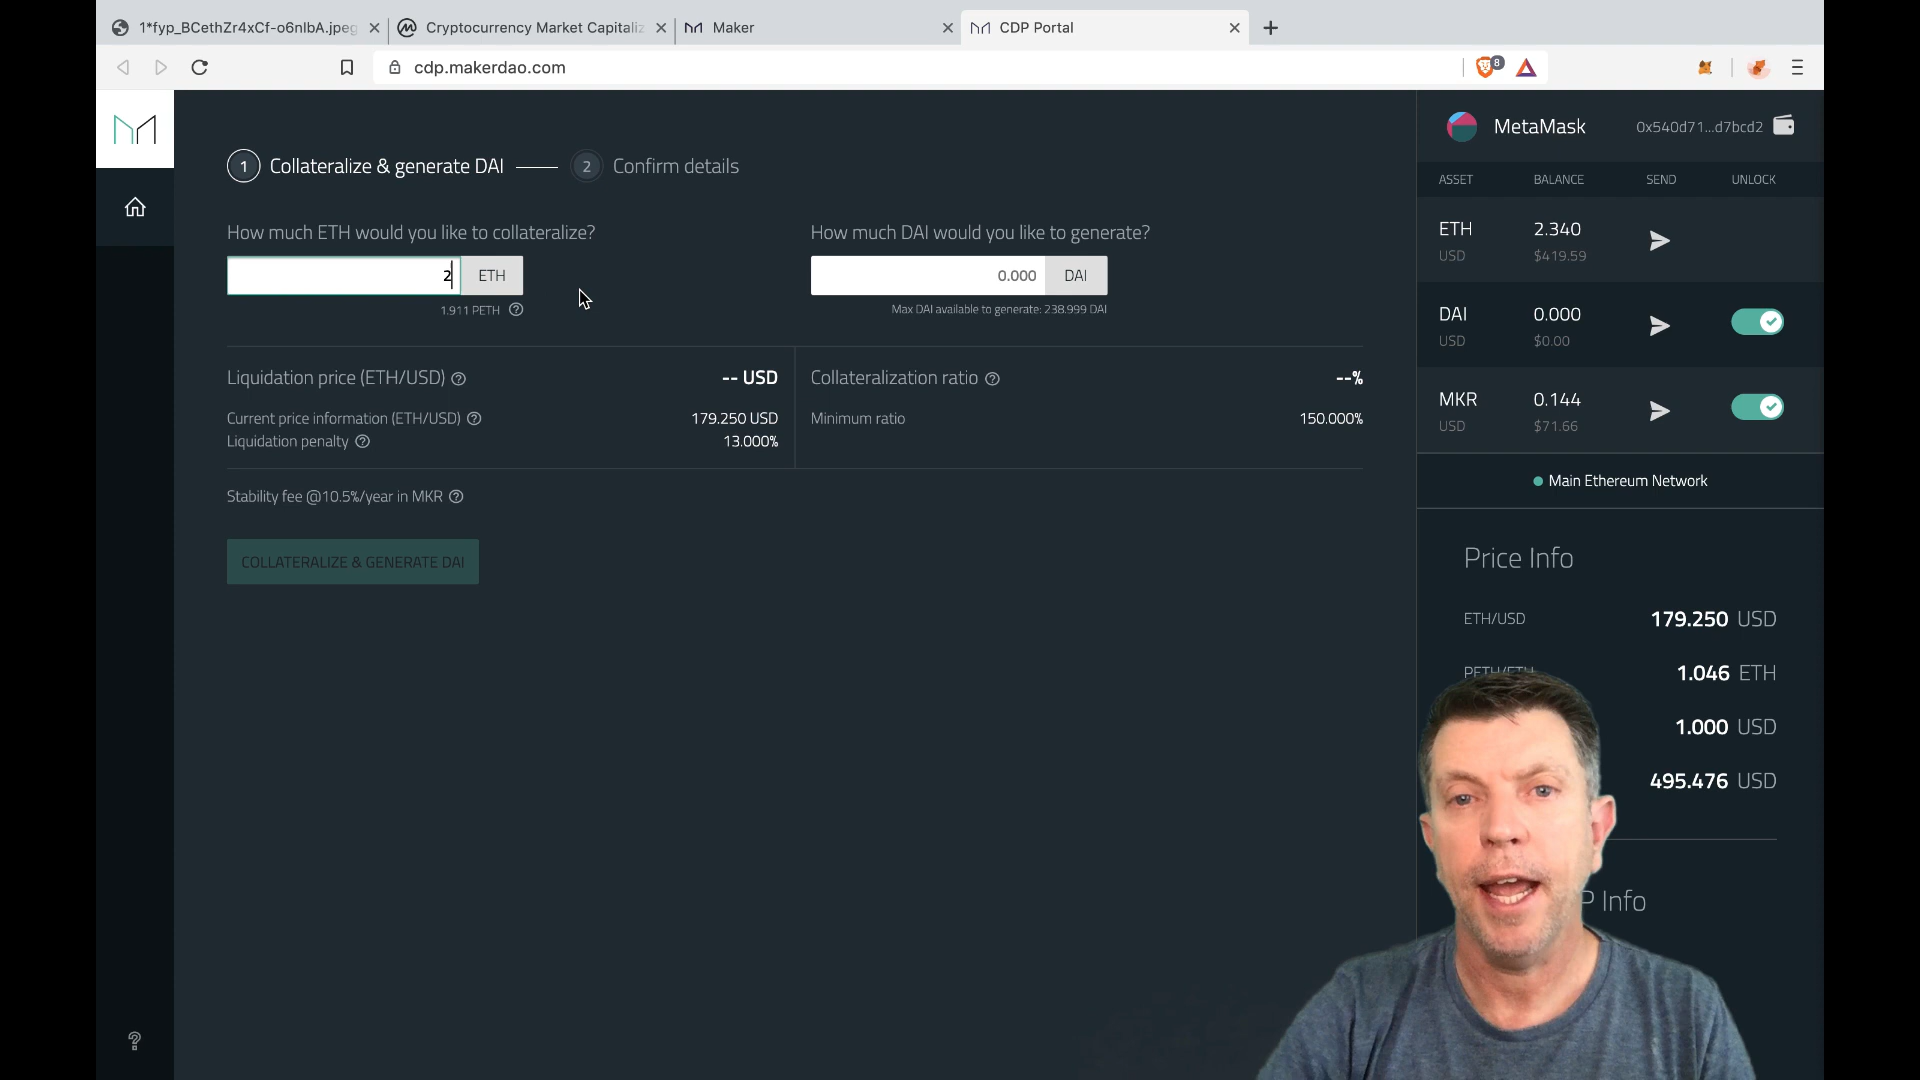 1*fyp_BCethZr4xCf-o6nlbA.jpeg
Cryptocurrency Market Capitaliz
Maker
CDP Portal
cdp.makerdao.com
8
MetaMask
0x540d71...d7bcd2
1 Collateralize & generate DAI
2 Confirm details
ASSET BALANCE SEND UNLOCK
How much ETH would you like to collateralize?
2 ETH
1.911 PETH ?
How much DAI would you like to generate?
0.000 DAI
Max DAI available to generate: 238.999 DAI
ETH 2.340
USD $419.59
DAI 0.000
USD $0.00
MKR 0.144
USD $71.66
Liquidation price (ETH/USD) ? -- USD
Current price information (ETH/USD) ? 179.250 USD
Liquidation penalty ? 13.000%
Collateralization ratio ? --%
Minimum ratio 150.000%
Stability fee @10.5%/year in MKR ?
COLLATERALIZE & GENERATE DAI
Main Ethereum Network
Price Info
ETH/USD 179.250 USD
PETH/ETH 1.046 ETH
1.000 USD
495.476 USD
P Info
?